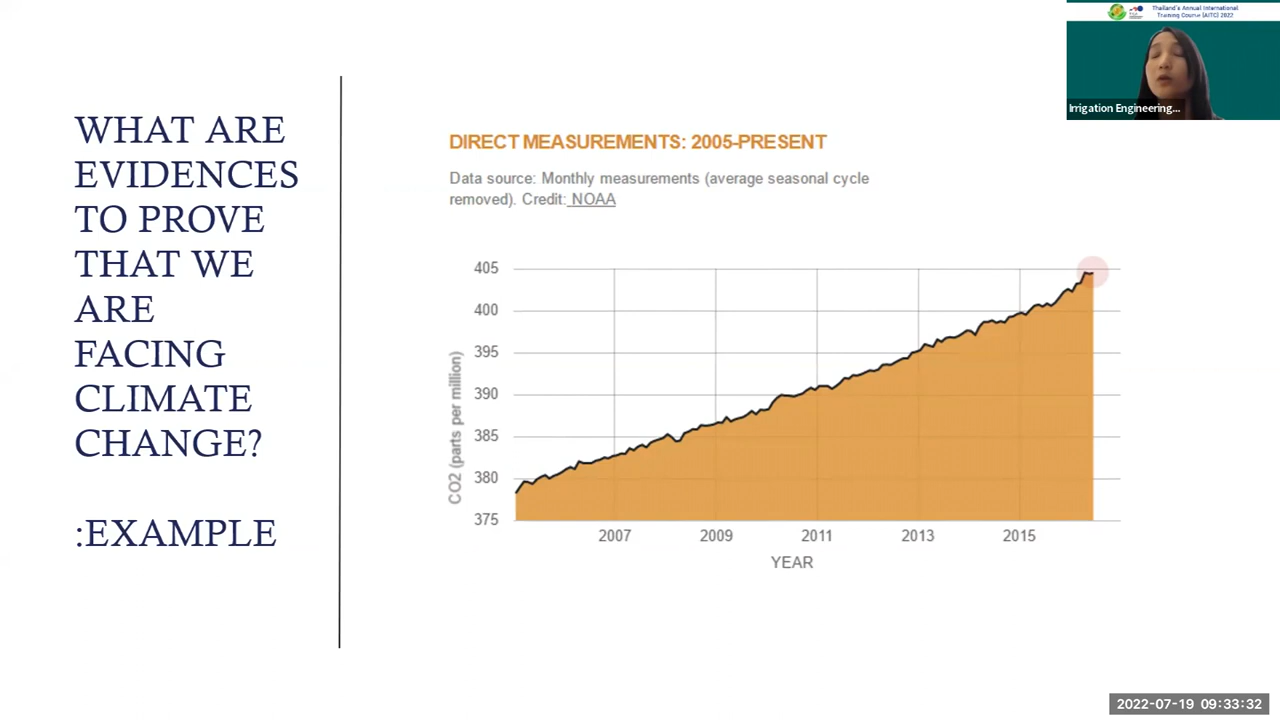 Thailand's Annual International
Training Course (AITC) 2022
Irrigation Engineering...
WHAT ARE
EVIDENCES
TO PROVE
THAT WE
ARE
FACING
CLIMATE
CHANGE?
:EXAMPLE
DIRECT MEASUREMENTS: 2005-PRESENT
Data source: Monthly measurements (average seasonal cycle
removed). Credit: NOAA
CO2 (parts per million)
405
400
395
390
385
380
375
2007 2009 2011 2013 2015
YEAR
2022-07-19 09:33:32